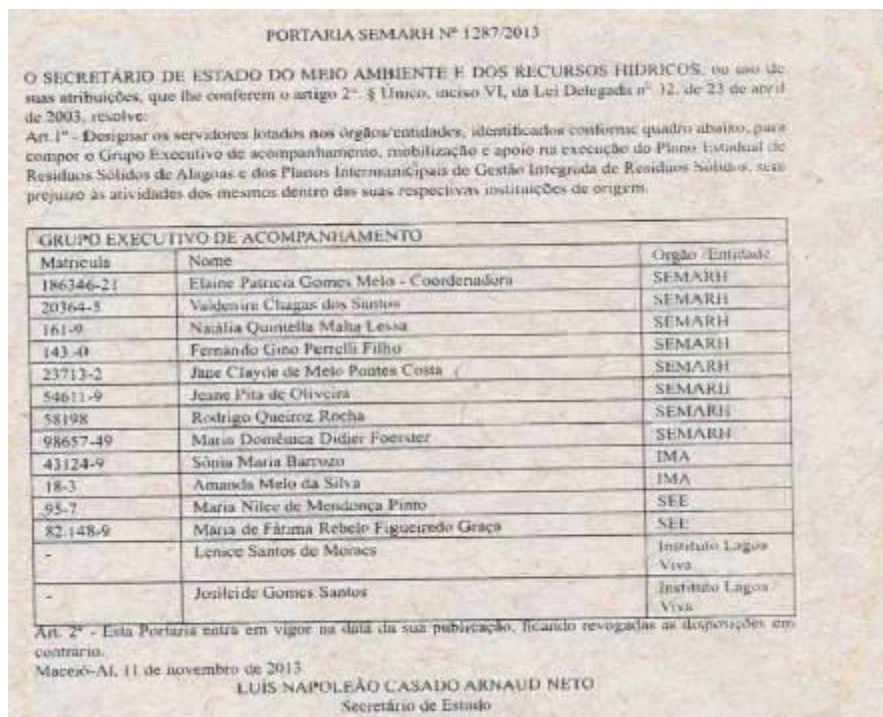 PORTARIA SEMARH Nº 1287/2013
O SECRETÁRIO DE ESTADO DO MEIO AMBIENTE E DOS RECURSOS HÍDRICOS, no uso de
suas atribuições, que lhe conferem o artigo 2º, § Único, inciso VI, da Lei Delegada nº 32, de 23 de abril
de 2003, resolve:
Art.1º - Designar os servidores lotados nos órgãos/entidades, identificados conforme quadro abaixo, para
compor o Grupo Executivo de acompanhamento, mobilização e apoio na execução do Plano Estadual de
Resíduos Sólidos de Alagoas e dos Planos Intermunicipais de Gestão Integrada de Resíduos Sólidos, sem
prejuízo as atividades dos mesmos dentro das suas respectivas instituições de origem.
GRUPO EXECUTIVO DE ACOMPANHAMENTO
Matrícula Nome Orgão /Entidade
186346-21 Elaine Patricia Gomes Melo - Coordenadora SEMARH
20364-5 Valdenira Chagas dos Santos SEMARH
161-9 Natália Quintella Malta Lessa SEMARH
143.-0 Fernando Gino Perrelli Filho SEMARH
23713-2 Jane Clayde de Melo Pontes Costa SEMARH
54611-9 Jeane Pita de Oliveira SEMARH
58198 Rodrigo Queiroz Rocha SEMARH
98657-49 Maria Domênica Didier Foerster SEMARH
43124-9 Sônia Maria Barrozo IMA
18-3 Amanda Melo da Silva IMA
95-7 Maria Nilce de Mendonça Pinto SEE
82.148-9 Maria de Fátima Rebelo Figueiredo Graça SEE
- Lenice Santos de Moraes Instituto Lagoa
Viva
- Josileide Gomes Santos Instituto Lagoa
Viva
Art. 2º - Esta Portaria entra em vigor na data da sua publicação, ficando revogadas as disposições em
contrário.
Maceió-Al, 11 de novembro de 2013
LUIS NAPOLEÃO CASADO ARNAUD NETO
Secretário de Estado